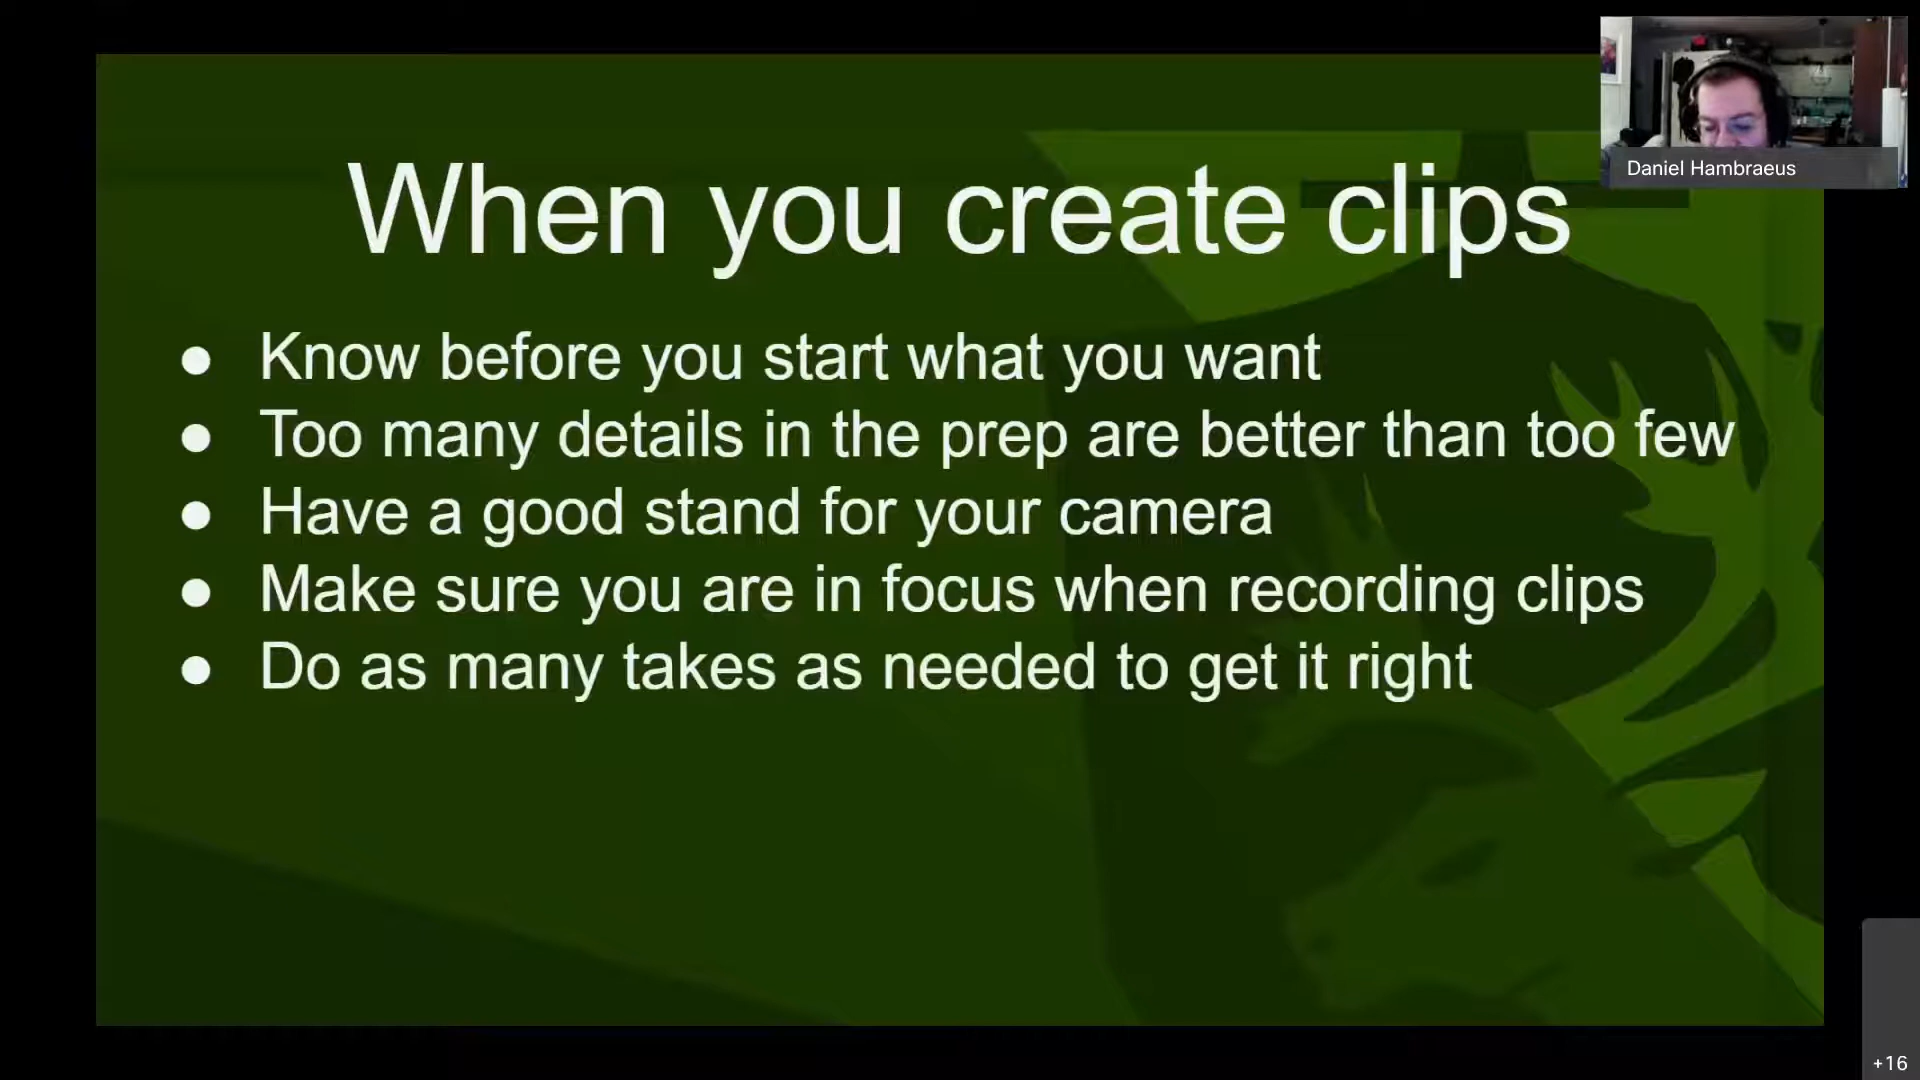 Daniel Hambraeus
When you create clips
● Know before you start what you want
● Too many details in the prep are better than too few
● Have a good stand for your camera
● Make sure you are in focus when recording clips
● Do as many takes as needed to get it right
+16